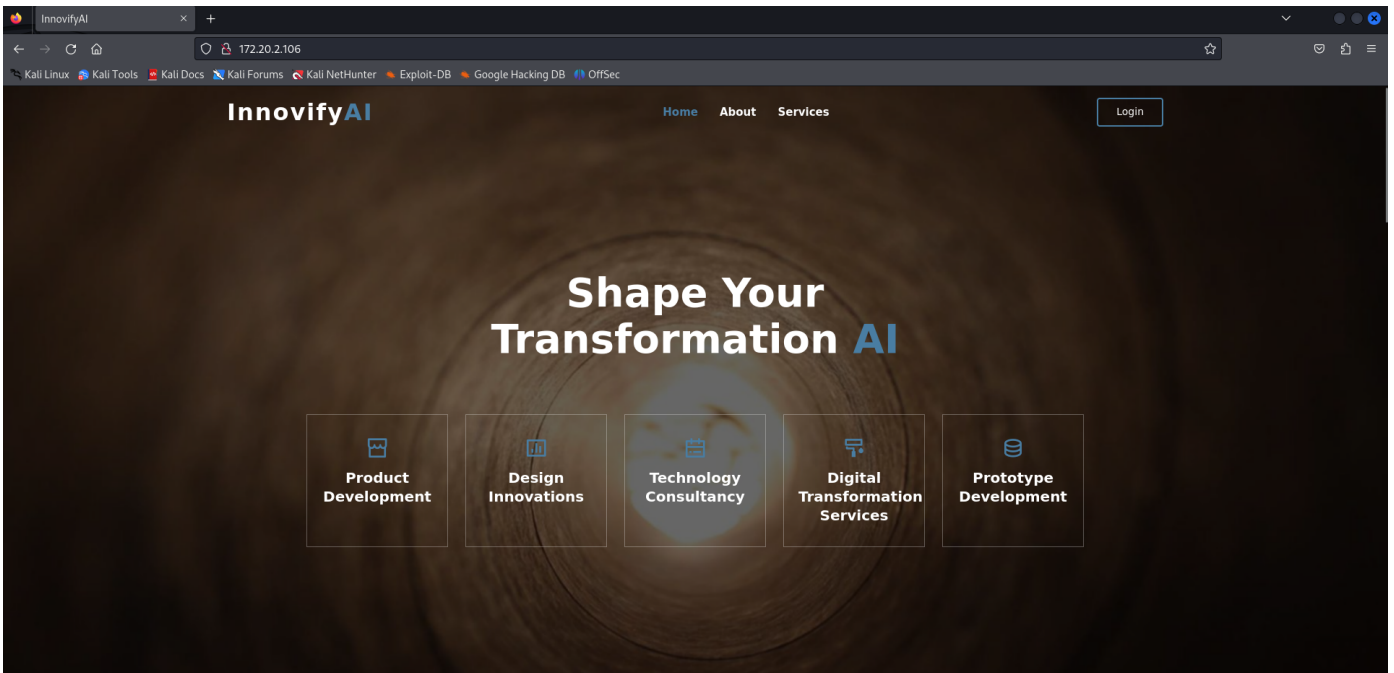 InnovifyAI
172.20.2.106
Kali Linux Kali Tools Kali Docs Kali Forums Kali NetHunter Exploit-DB Google Hacking DB OffSec
InnovifyAI Home About Services Login
Shape Your
Transformation AI
Product
Development
Design
Innovations
Technology
Consultancy
Digital
Transformation
Services
Prototype
Development